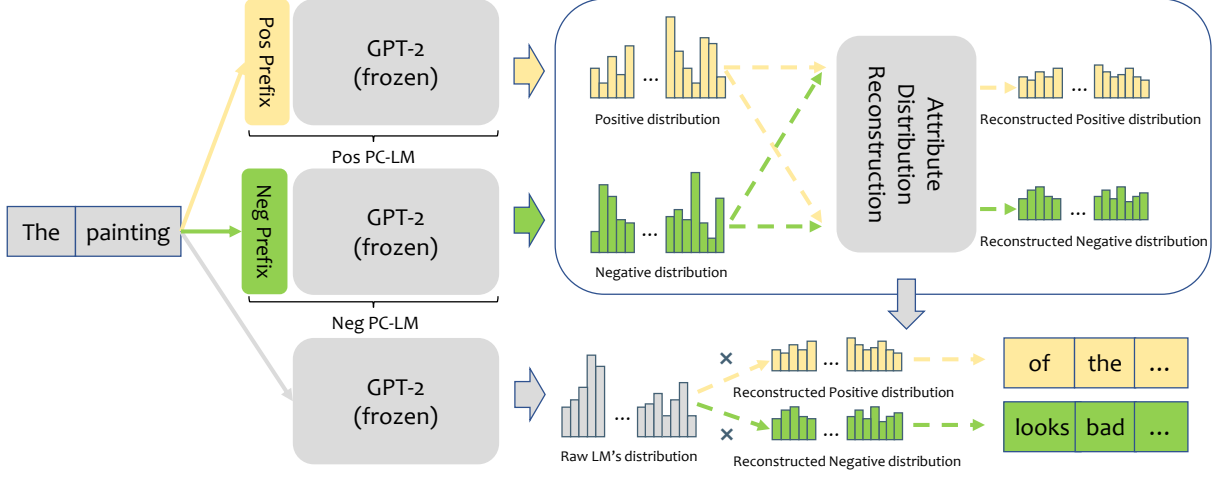 Pos Prefix
GPT-2
(frozen)
Pos PC-LM
Neg Prefix
GPT-2
(frozen)
Neg PC-LM
The painting
GPT-2
(frozen)
...
Positive distribution
...
Negative distribution
Attribute
Distribution
Reconstruction
...
Reconstructed Positive distribution
...
Reconstructed Negative distribution
...
Raw LM's distribution
×
...
Reconstructed Positive distribution
×
...
Reconstructed Negative distribution
of the ...
looks bad ...